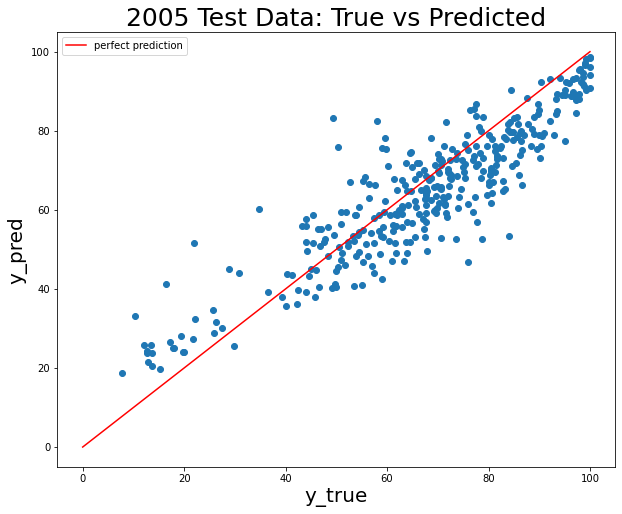 2005 Test Data: True vs Predicted
perfect prediction
100
80
60
40
20
0
y_pred
0 20 40 60 80 100
y_true